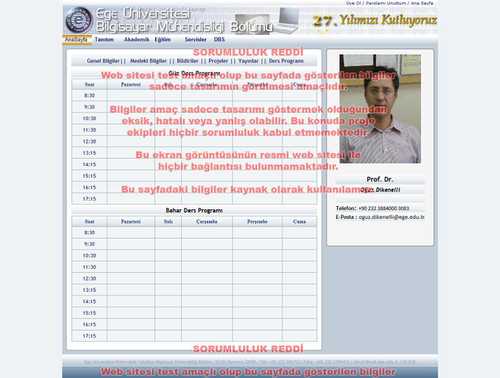 Üye Ol / Parolamı Unuttum / Ana Sayfa
Ege Üniversitesi
Bilgisayar Mühendisliği Bölümü
27. Yılımızı Kutluyoruz
AnaSayfa Tanıtım Akademik Eğitim Servisler DBS
SORUMLULUK REDDİ
Genel Bilgiler || Mesleki Bilgiler || Bildiriler || Projeler || Yayınlar || Ders Programı
Güz Ders Programı
Web sitesi test amaçlı olup bu sayfada gösterilen bilgiler
sadece tasarımın görülmesi amaçlıdır.
Saat Pazartesi Salı Çarşamba Perşembe Cuma
8:30
9:30
10:30
11:30
12:30
13:15
14:15
15:15
16:15
17:15
Bilgiler amaç sadece tasarımı göstermek olduğundan
eksik, hatalı veya yanlış olabilir. Bu konuda proje
ekipleri hiçbir sorumluluk kabul etmemektedir.
Bu ekran görüntüsünün resmi web sitesi ile
hiçbir bağlantısı bulunmamaktadır.
Bu sayfadaki bilgiler kaynak olarak kullanılamaz.
Prof. Dr.
Oğuz Dikenelli
Telefon: +90 232 3884000
E-Posta : oguz.dikenelli@ege.edu.tr
Bahar Ders Programı
Saat Pazartesi Salı Çarşamba Perşembe Cuma
8:30
9:30
10:30
11:30
12:30
13:15
14:15
15:15
16:15
17:15
SORUMLULUK REDDİ
Web sitesi test amaçlı olup bu sayfada gösterilen bilgiler